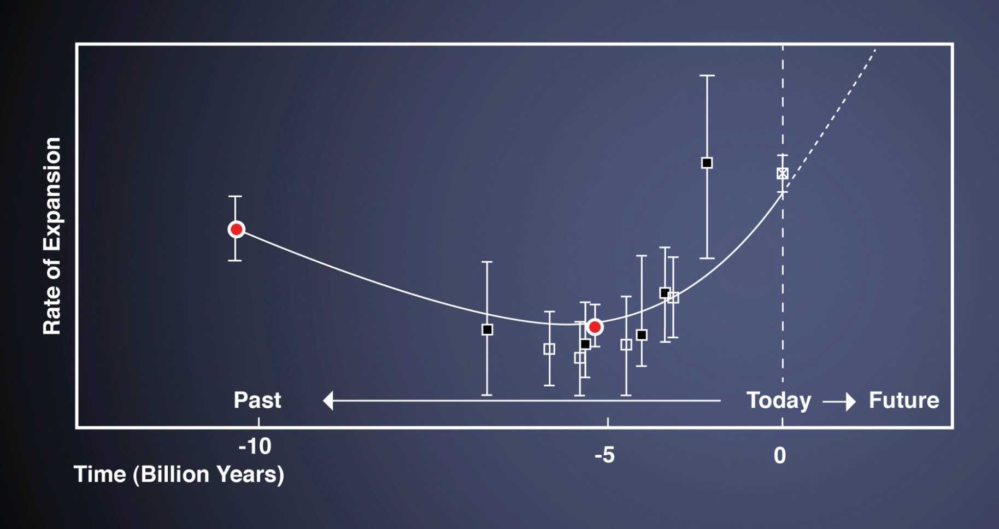 Rate of Expansion
Past
Today
Future
-10
-5
0
Time (Billion Years)